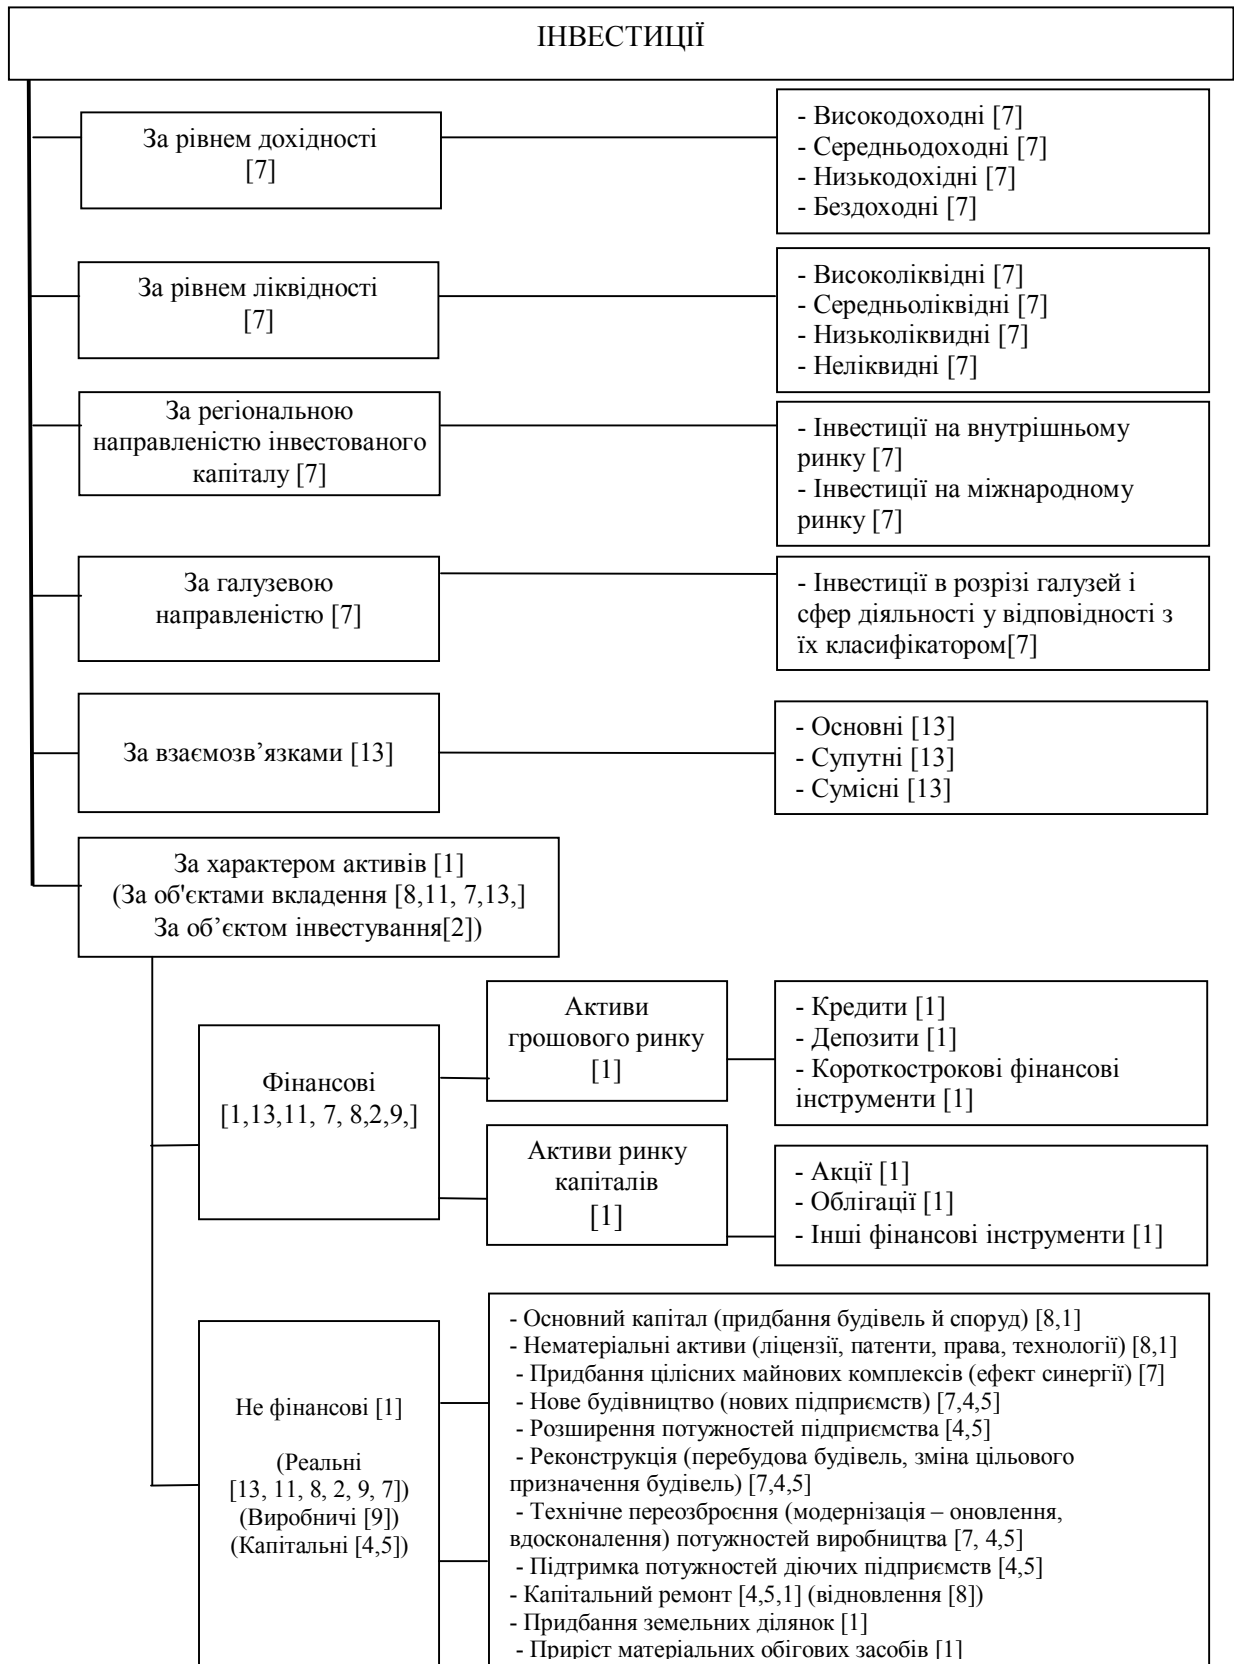 ІНВЕСТИЦІЇ
За рівнем дохідності
[7]
- Високодоходні [7]
- Середньодоходні [7]
- Низькодохідні [7]
- Бездоходні [7]
За рівнем ліквідності
[7]
- Високоліквідні [7]
- Середньоліквідні [7]
- Низьколіквидні [7]
- Неліквидні [7]
За регіональною
направленістю інвестованого
капіталу [7]
- Інвестиції на внутрішньому
ринку [7]
- Інвестиції на міжнародному
ринку [7]
За галузевою
направленістю [7]
- Інвестиції в розрізі галузей і
сфер діяльності у відповідності з
їх класифікатором[7]
За взаємозв’язками [13]
- Основні [13]
- Супутні [13]
- Сумісні [13]
За характером активів [1]
(За об'єктами вкладення [8,11, 7,13,]
За об’єктом інвестування[2])
Фінансові
[1,13,11, 7, 8,2,9,]
Активи
грошового ринку
[1]
- Кредити [1]
- Депозити [1]
- Короткострокові фінансові
інструменти [1]
Активи ринку
капіталів
[1]
- Акції [1]
- Облігації [1]
- Інші фінансові інструменти [1]
Не фінансові [1]
(Реальні
[13, 11, 8, 2, 9, 7])
(Виробничі [9])
(Капітальні [4,5])
- Основний капітал (придбання будівель й споруд) [8,1]
- Нематеріальні активи (ліцензії, патенти, права, технології) [8,1]
- Придбання цілісних майнових комплексів (ефект синергії) [7]
- Нове будівництво (нових підприємств) [7,4,5]
- Розширення потужностей підприємства [4,5]
- Реконструкція (перебудова будівель, зміна цільового
призначення будівель) [7,4,5]
- Технічне переозброєння (модернізація – оновлення,
вдосконалення) потужностей виробництва [7, 4,5]
- Підтримка потужностей діючих підприємств [4,5]
- Капітальний ремонт [4,5,1] (відновлення [8])
- Придбання земельних ділянок [1]
- Приріст матеріальних обігових засобів [1]